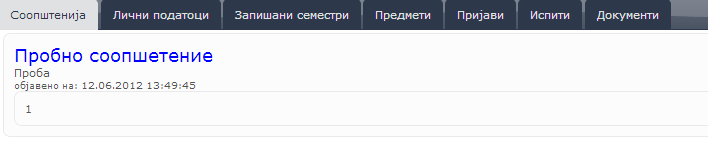 Соопштенија Лични податоци Запишани семестри Предмети Пријави Испити Документи
Пробно соопшетение
Проба
објавено на: 12.06.2012 13:49:45
1